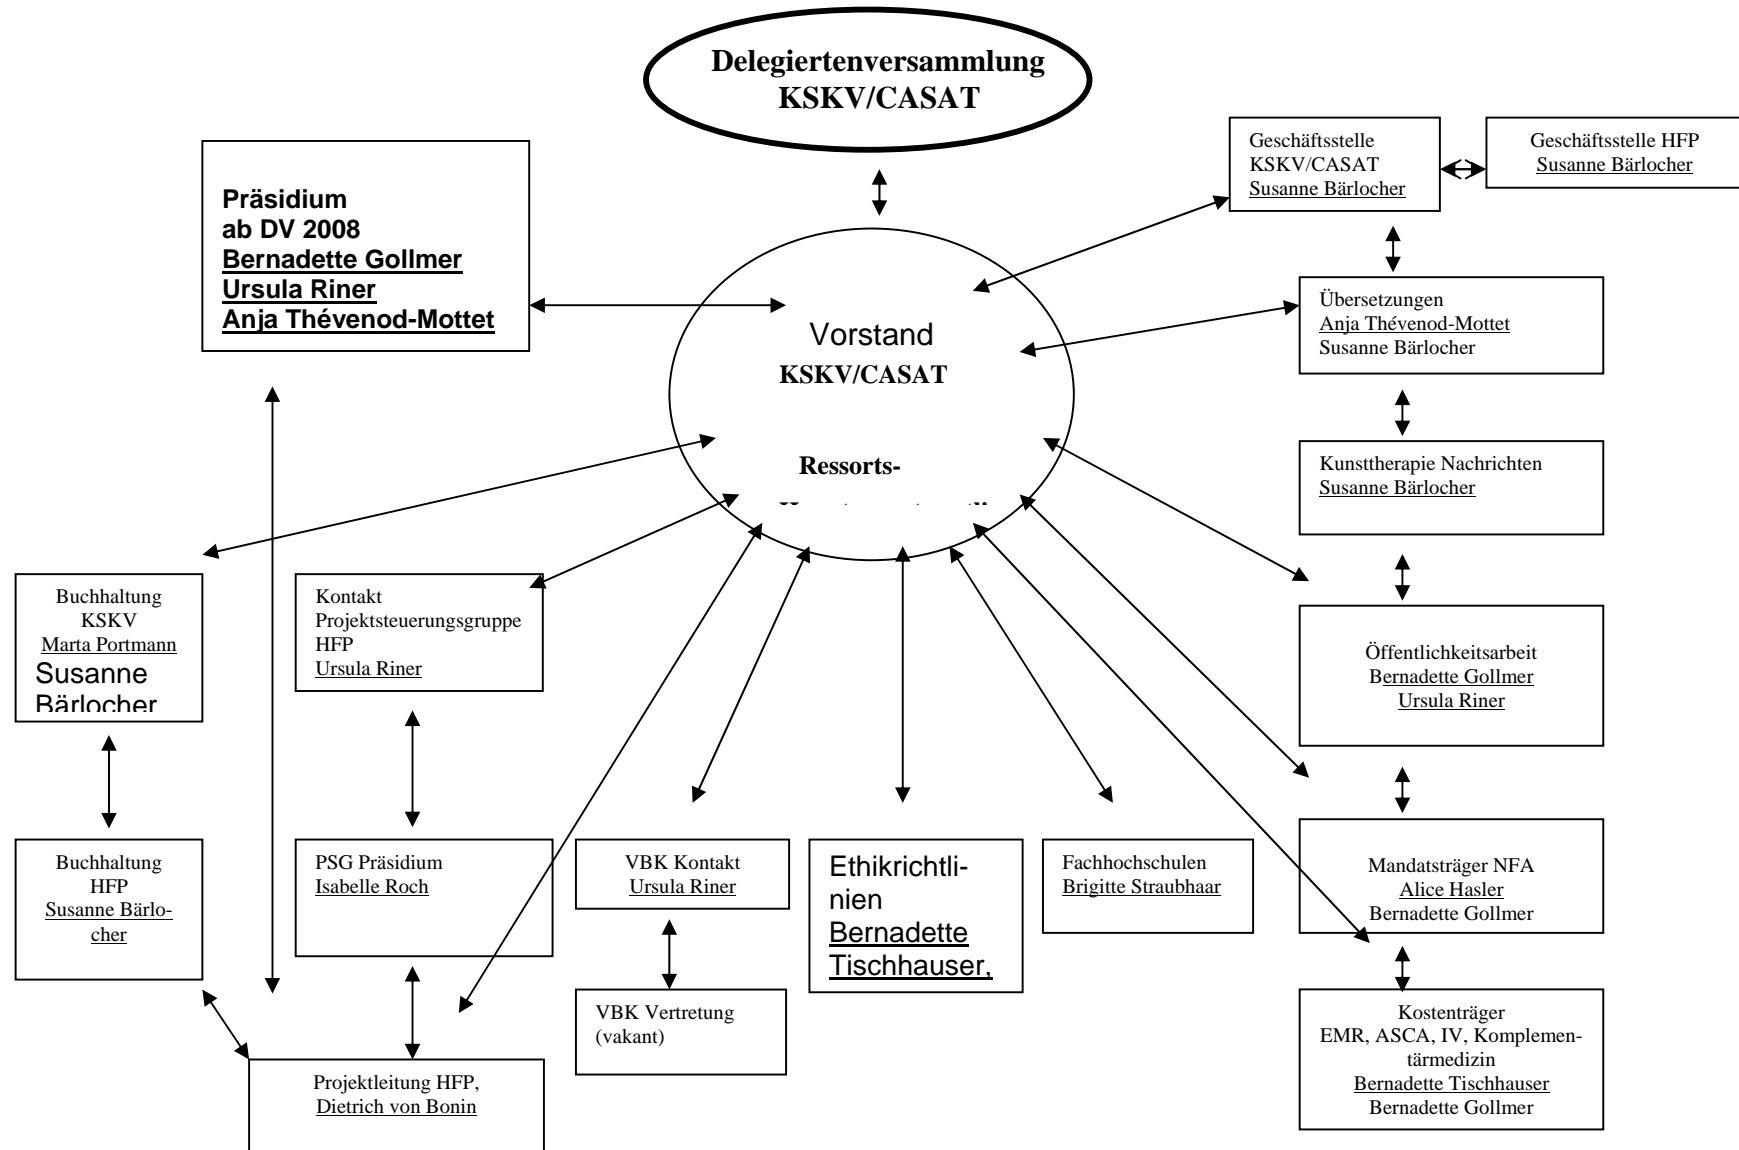 Delegiertenversammlung
KSKV/CASAT
Geschäftsstelle
KSKV/CASAT
Susanne Bärlocher
Geschäftsstelle HFP
Susanne Bärlocher
Präsidium
ab DV 2008
Bernadette Gollmer
Ursula Riner
Anja Thévenod-Mottet
Vorstand
KSKV/CASAT
Ressorts-
Übersetzungen
Anja Thévenod-Mottet
Susanne Bärlocher
Kunsttherapie Nachrichten
Susanne Bärlocher
Buchhaltung
KSKV
Marta Portmann
Susanne
Bärlocher
Kontakt
Projektsteuerungsgruppe
HFP
Ursula Riner
Öffentlichkeitsarbeit
Bernadette Gollmer
Ursula Riner
Buchhaltung
HFP
Susanne Bärlo-
cher
PSG Präsidium
Isabelle Roch
VBK Kontakt
Ursula Riner
Ethikrichtli-
nien
Bernadette
Tischhauser,
Fachhochschulen
Brigitte Straubhaar
Mandatsträger NFA
Alice Hasler
Bernadette Gollmer
VBK Vertretung
(vakant)
Kostenträger
EMR, ASCA, IV, Komplemen-
tärmedizin
Bernadette Tischhauser
Bernadette Gollmer
Projektleitung HFP,
Dietrich von Bonin